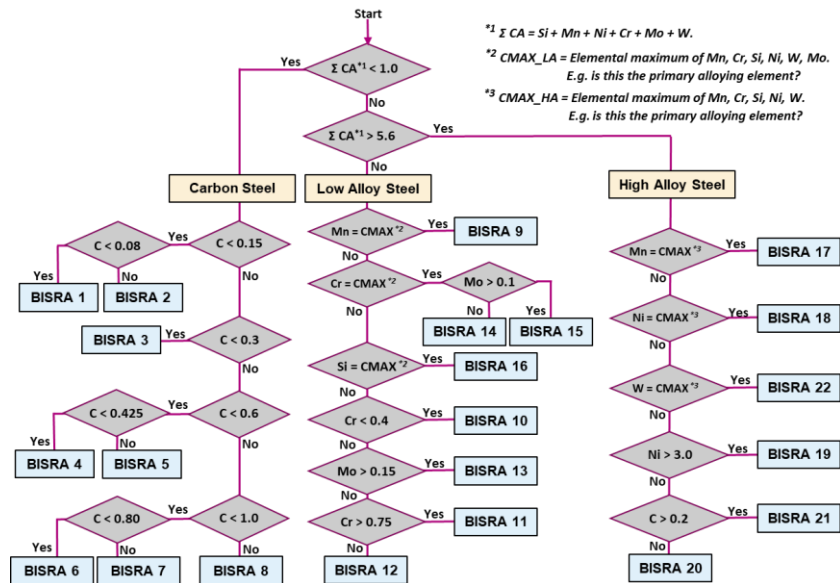 Start
*1 Σ CA = Si + Mn + Ni + Cr + Mo + W.
*2 CMAX_LA = Elemental maximum of Mn, Cr, Si, Ni, W, Mo.
E.g. is this the primary alloying element?
*3 CMAX_HA = Elemental maximum of Mn, Cr, Si, Ni, W.
E.g. is this the primary alloying element?
Yes
Σ CA*1 < 1.0
No
Σ CA*1 > 5.6
Yes
No
Carbon Steel
Low Alloy Steel
High Alloy Steel
C < 0.08
Yes
C < 0.15
Yes
No
BISRA 1
BISRA 2
No
BISRA 3
Yes
C < 0.3
No
C < 0.425
Yes
C < 0.6
Yes
No
BISRA 4
BISRA 5
No
C < 0.80
Yes
C < 1.0
Yes
No
No
BISRA 6
BISRA 7
BISRA 8
Mn = CMAX*2
Yes
BISRA 9
No
Cr = CMAX*2
Yes
Mo > 0.1
No
Yes
BISRA 14
BISRA 15
No
Si = CMAX*2
Yes
BISRA 16
No
Cr < 0.4
Yes
BISRA 10
No
Mo > 0.15
Yes
BISRA 13
No
Cr > 0.75
Yes
BISRA 11
No
BISRA 12
Mn = CMAX*3
Yes
BISRA 17
No
Ni = CMAX*3
Yes
BISRA 18
No
W = CMAX*3
Yes
BISRA 22
No
Ni > 3.0
Yes
BISRA 19
No
C > 0.2
Yes
BISRA 21
No
BISRA 20